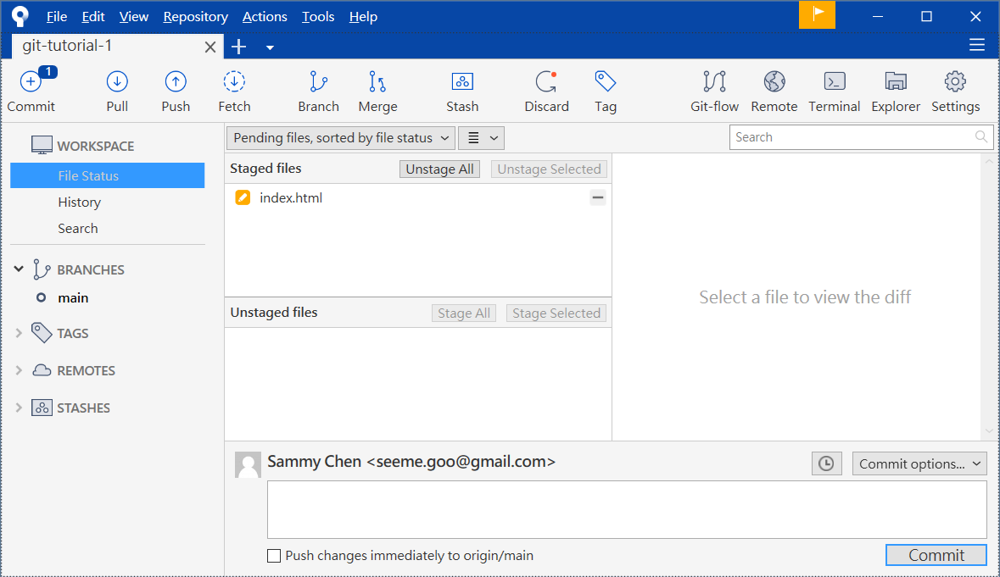 File Edit View Repository Actions Tools Help
git-tutorial-1
1
Commit Pull Push Fetch Branch Merge Stash Discard Tag Git-flow Remote Terminal Explorer Settings
WORKSPACE
File Status
History
Search
BRANCHES
main
TAGS
REMOTES
STASHES
Pending files, sorted by file status
Search
Staged files Unstage All Unstage Selected
index.html
Unstaged files Stage All Stage Selected
Select a file to view the diff
Sammy Chen <seeme.goo@gmail.com>
Commit options...
Push changes immediately to origin/main
Commit